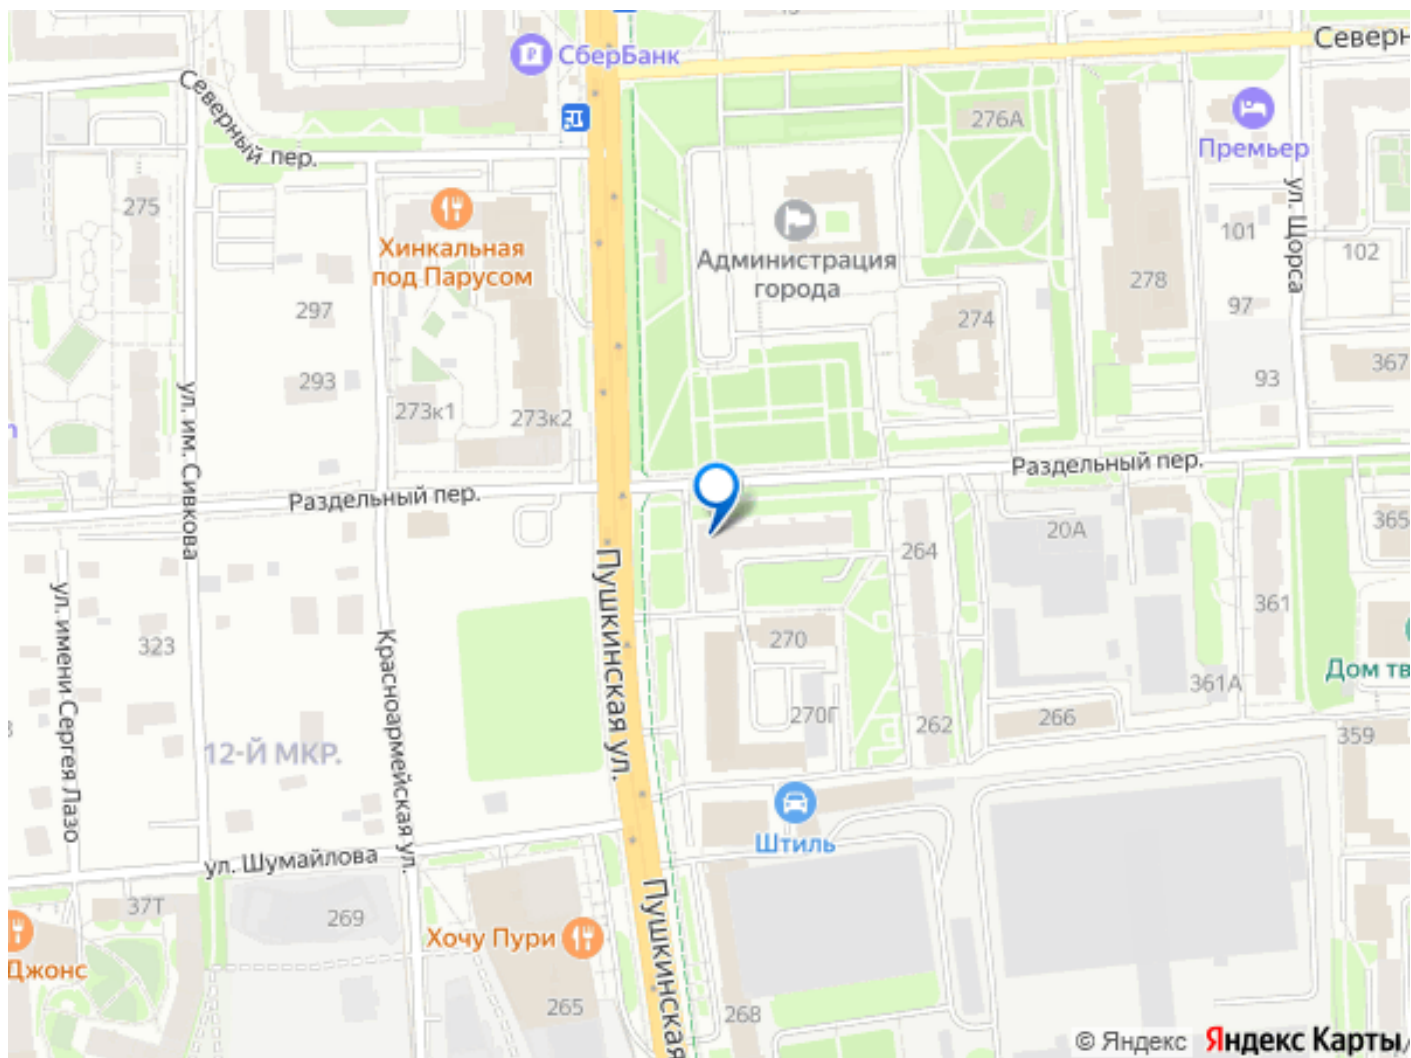 СберБанк
Северн
Северный пер.
276А
Премьер
275
ул. Щорса
101
102
Хинкальная
под Парусом
Администрация
города
278
97
297
274
367
293
93
273к1
273к2
ул. им. Сивкова
Раздельный пер.
Раздельный пер.
20А
365
264
Пушкинская ул.
ул. имени Сергея Лазо
361
323
270
Красноармейская ул.
Дом тв
361А
270Г
262
266
359
12-Й МКР.
Штиль
ул. Шумайлова
37Т
269
Пушкинская
Хочу Пури
Джонс
265
268
© Яндекс Яндекс Карты